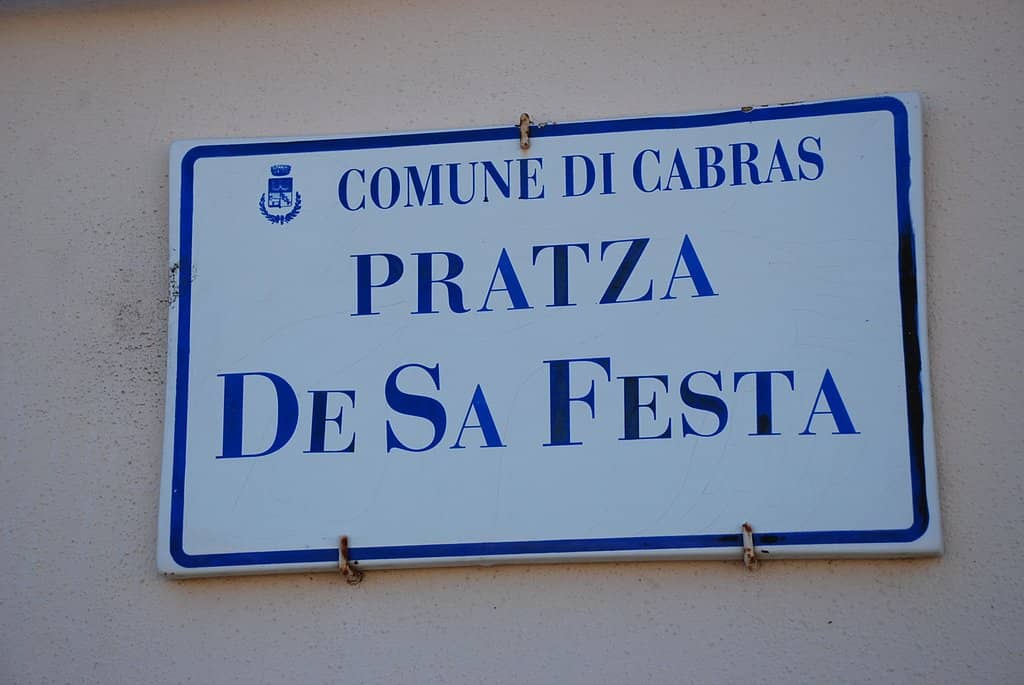 COMUNE DI CABRAS
PRATZA
DE SA FESTA